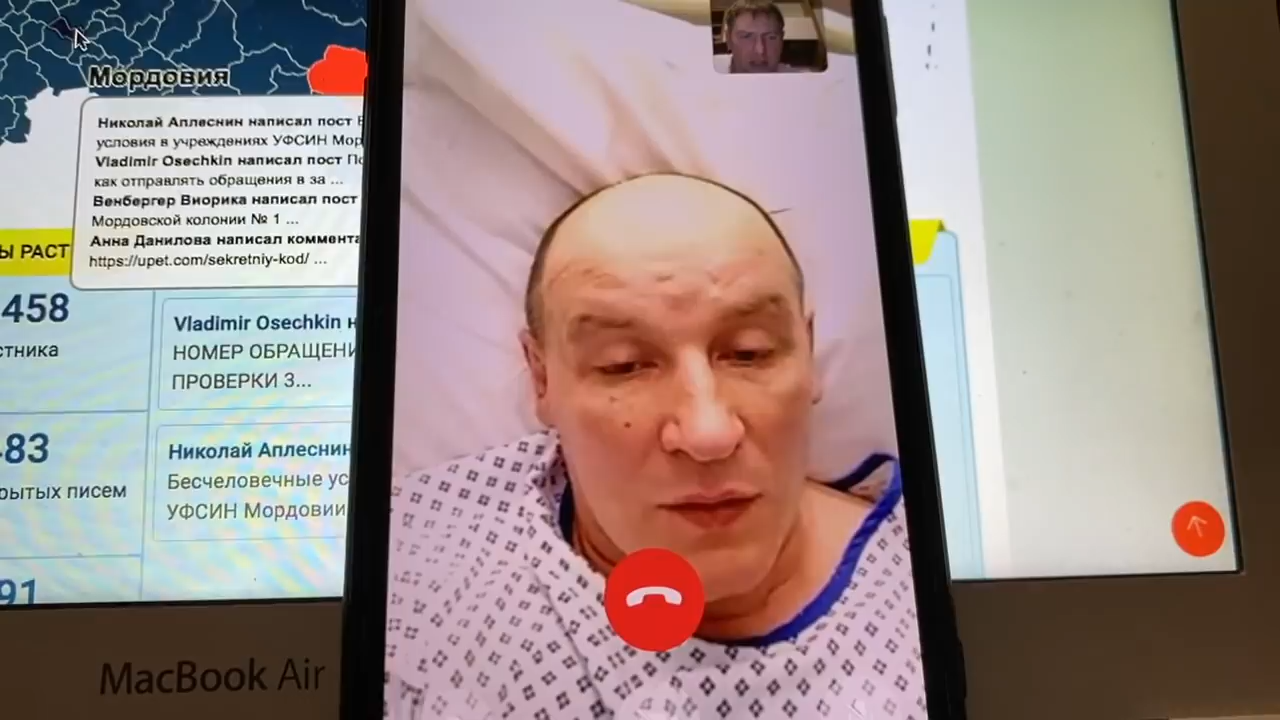 Мордовия
Николай Аплеснин написал пост
условия в учреждениях УФСИН Мор
Vladimir Osechkin написал пост По
как отправлять обращения в за ...
Венбергер Виорика написал пост
Мордовской колонии № 1 ...
Анна Данилова написал коммента
https://upet.com/sekretniy-kod/ ...
Ы РАСТ
458
стника
Vladimir Osechkin н
НОМЕР ОБРАЩЕНИ
ПРОВЕРКИ З...
483
рытых писем
Николай Аплеснин
Бесчеловечные ус
УФСИН Мордовии
91
MacBook Air